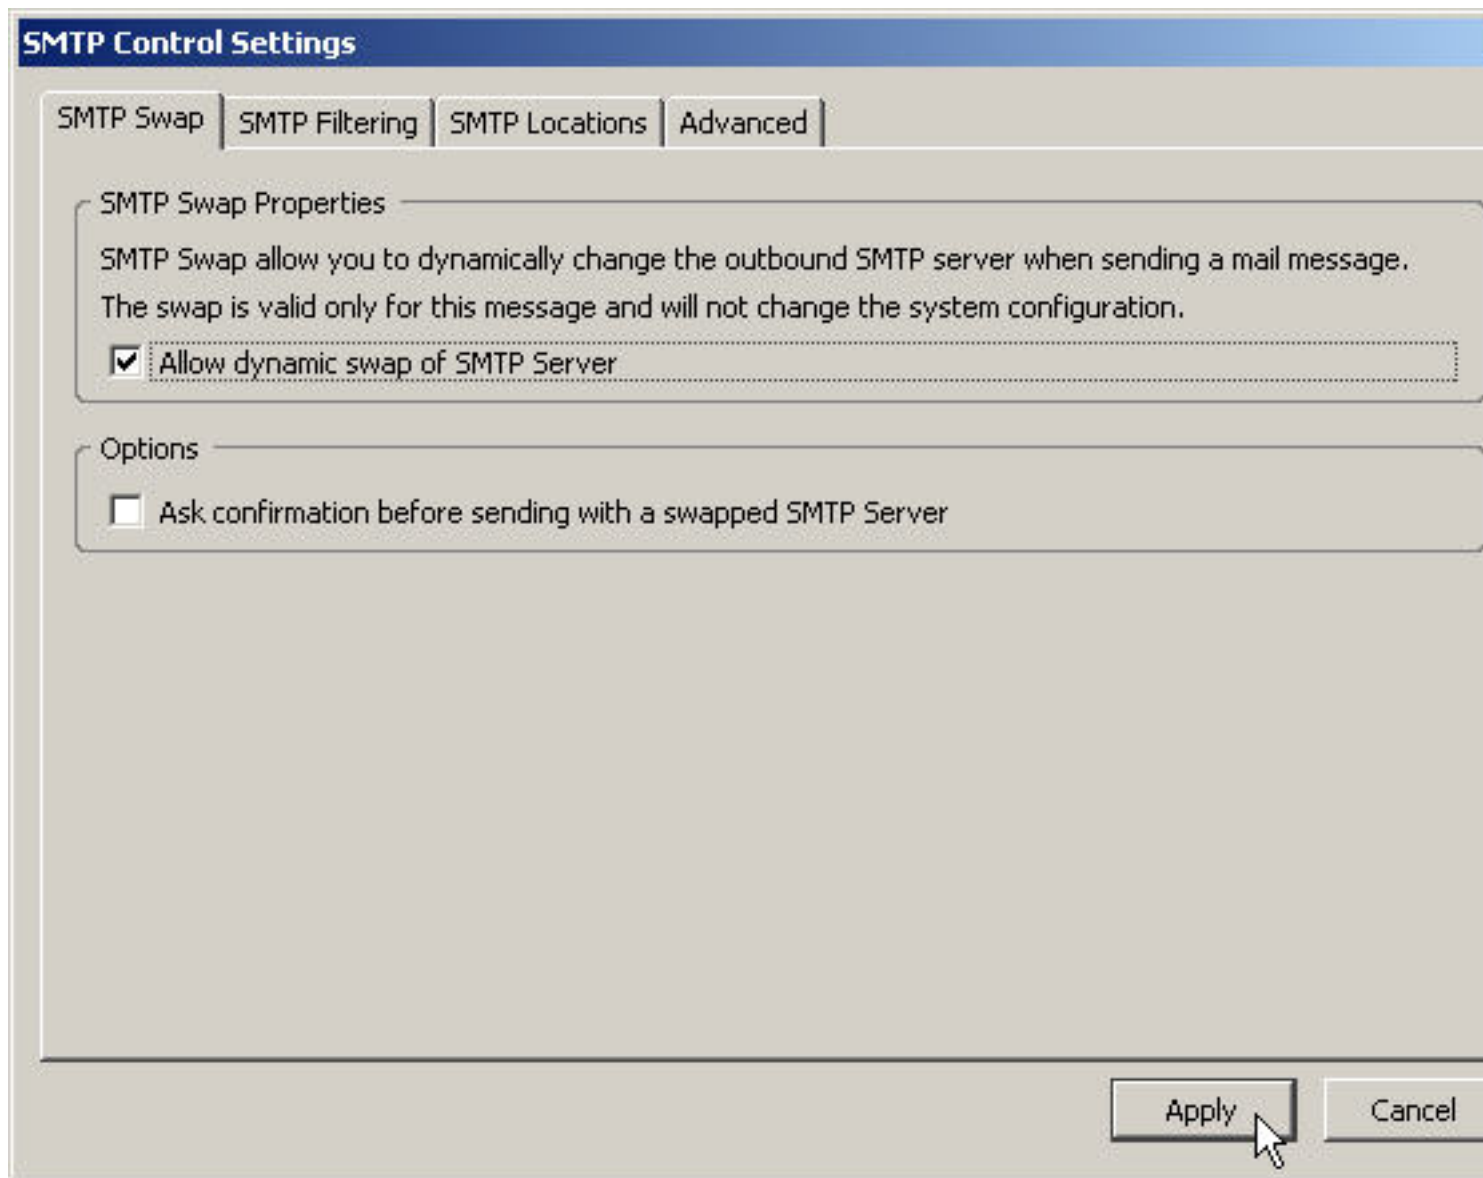 SMTP Control Settings
SMTP Swap SMTP Filtering SMTP Locations Advanced
SMTP Swap Properties
SMTP Swap allow you to dynamically change the outbound SMTP server when sending a mail message.
The swap is valid only for this message and will not change the system configuration.
Allow dynamic swap of SMTP Server
Options
Ask confirmation before sending with a swapped SMTP Server
Apply Cancel